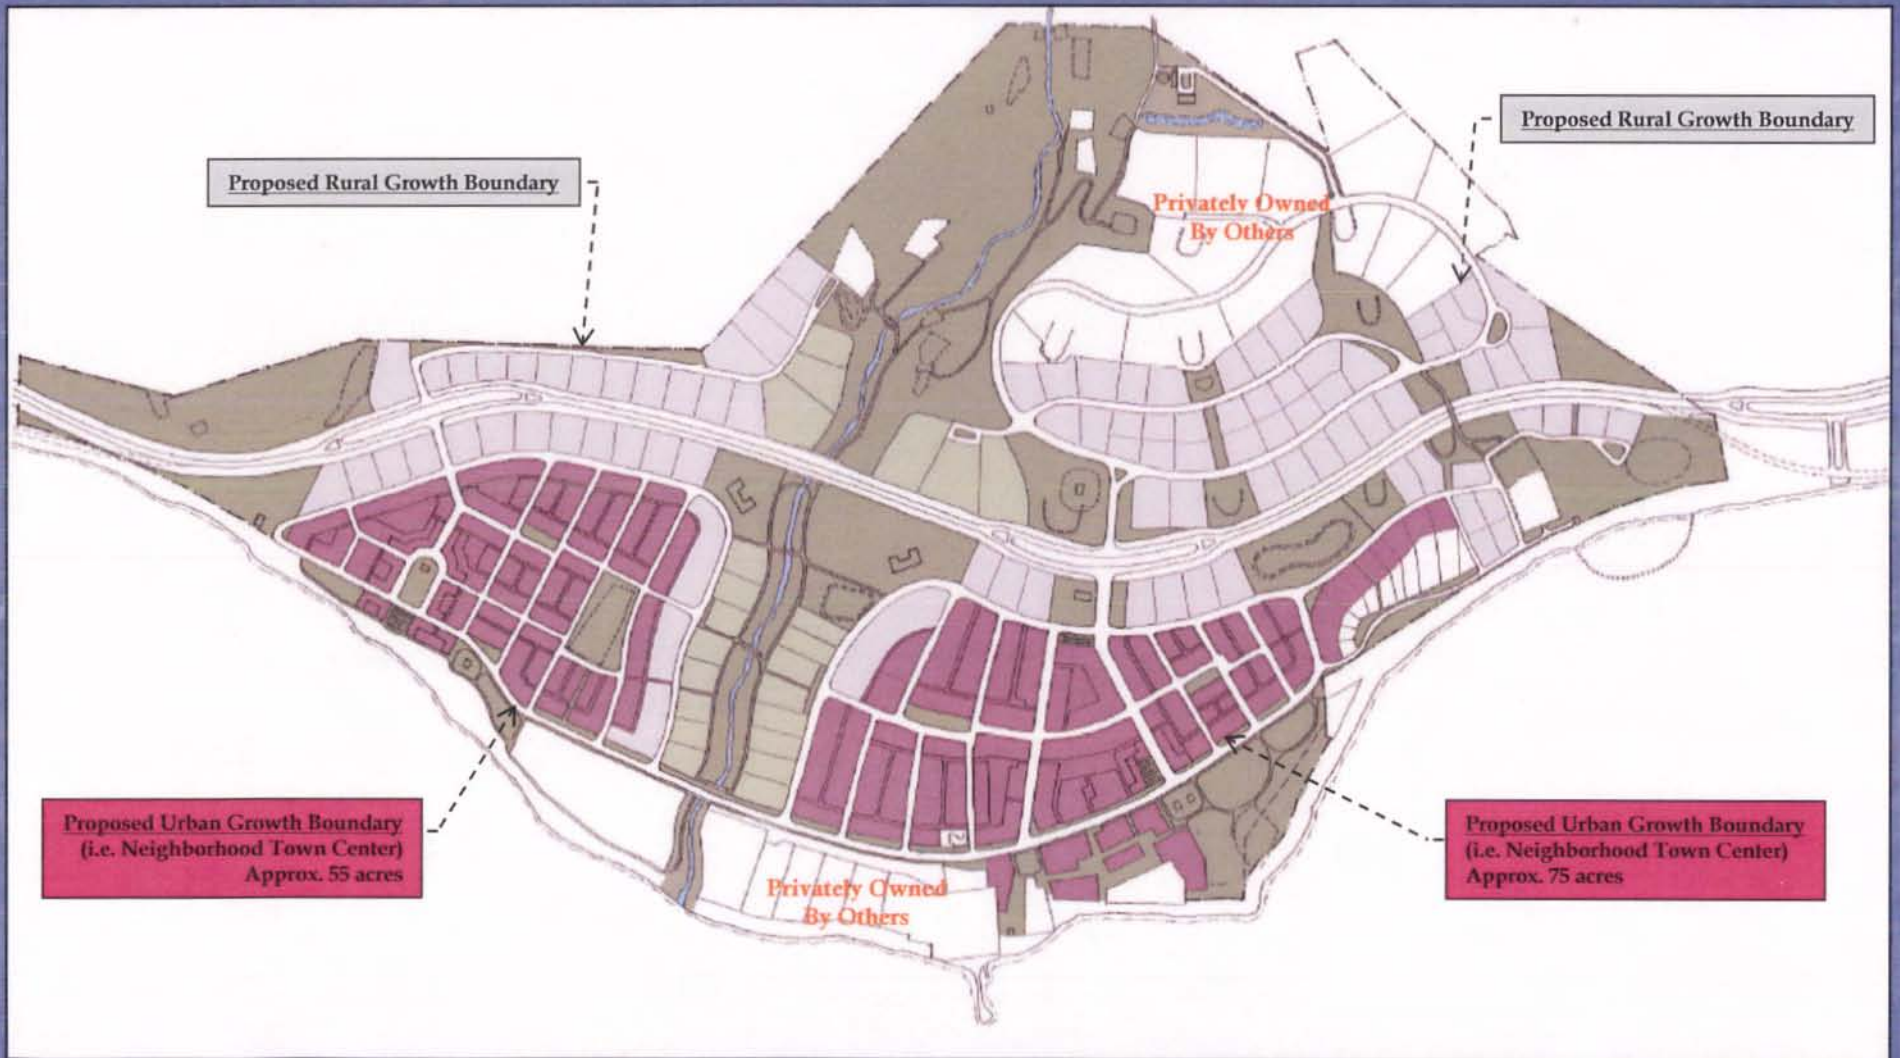 Proposed Rural Growth Boundary
Proposed Rural Growth Boundary
Privately Owned
By Others
Proposed Urban Growth Boundary
(i.e. Neighborhood Town Center)
Approx. 55 acres
Proposed Urban Growth Boundary
(i.e. Neighborhood Town Center)
Approx. 75 acres
Privately Owned
By Others